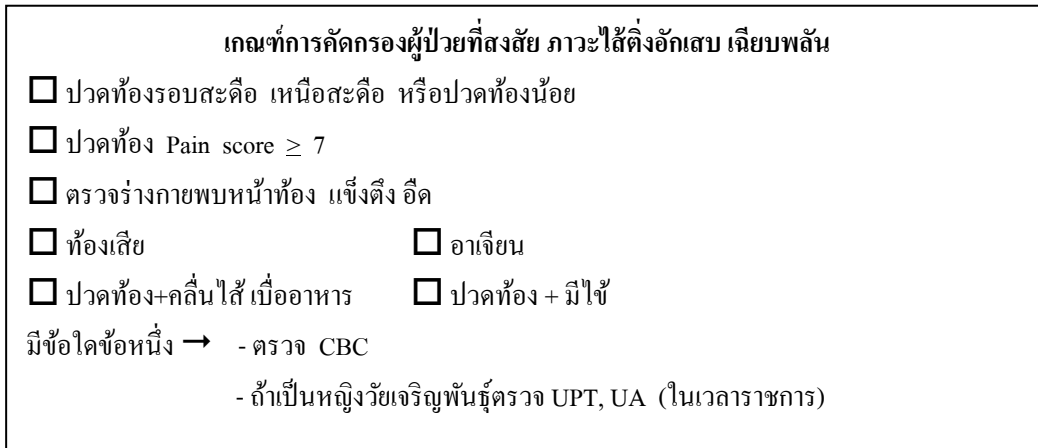 เกณฑ์การคัดกรองผู้ป่วยที่สงสัย ภาวะไส้ติ่งอักเสบ เฉียบพลัน
☐ ปวดท้องรอบสะดือ เหนือสะดือ หรือปวดท้องน้อย
☐ ปวดท้อง Pain score ≥ 7
☐ ตรวจร่างกายพบหน้าท้อง แข็งตึง อืด
☐ ท้องเสีย ☐ อาเจียน
☐ ปวดท้อง+คลื่นไส้ เบื่ออาหาร ☐ ปวดท้อง + มีไข้
มีข้อใดข้อหนึ่ง → - ตรวจ CBC
- ถ้าเป็นหญิงวัยเจริญพันธุ์ตรวจ UPT, UA (ในเวลาราชการ)